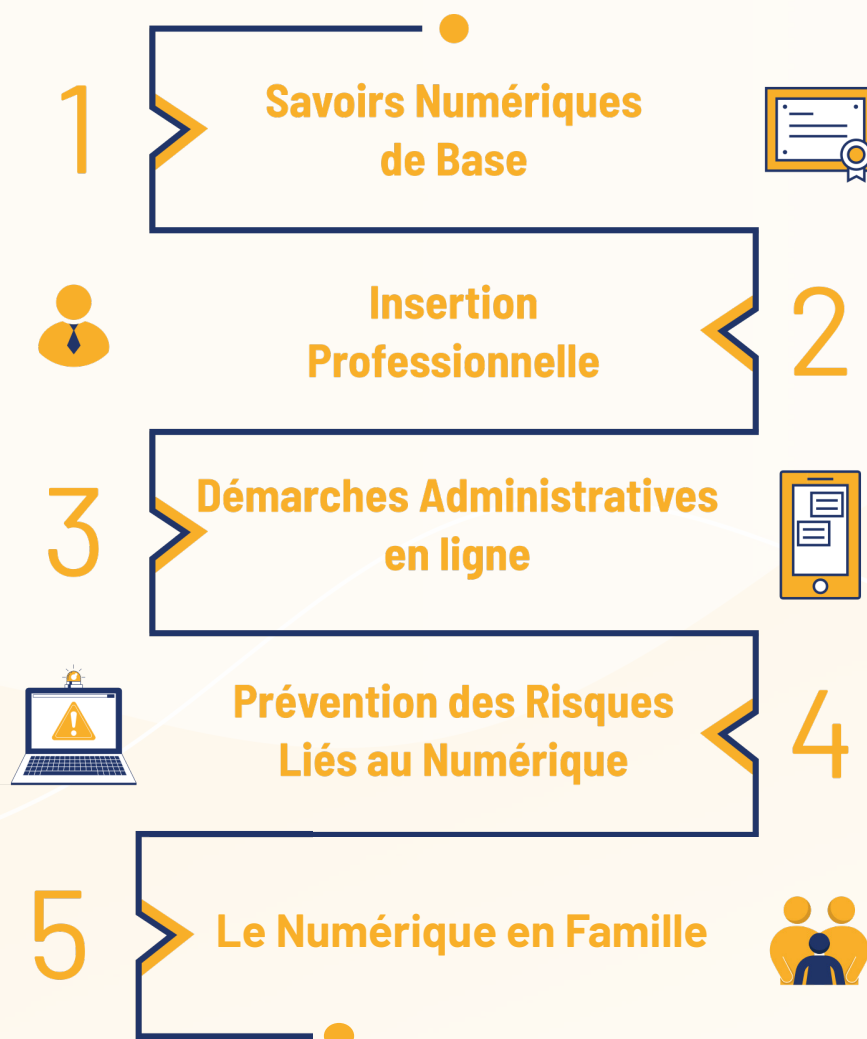 1
Savoirs Numériques
de Base
Insertion
Professionnelle
2
3
Démarches Administratives
en ligne
Prévention des Risques
Liés au Numérique
4
5
Le Numérique en Famille